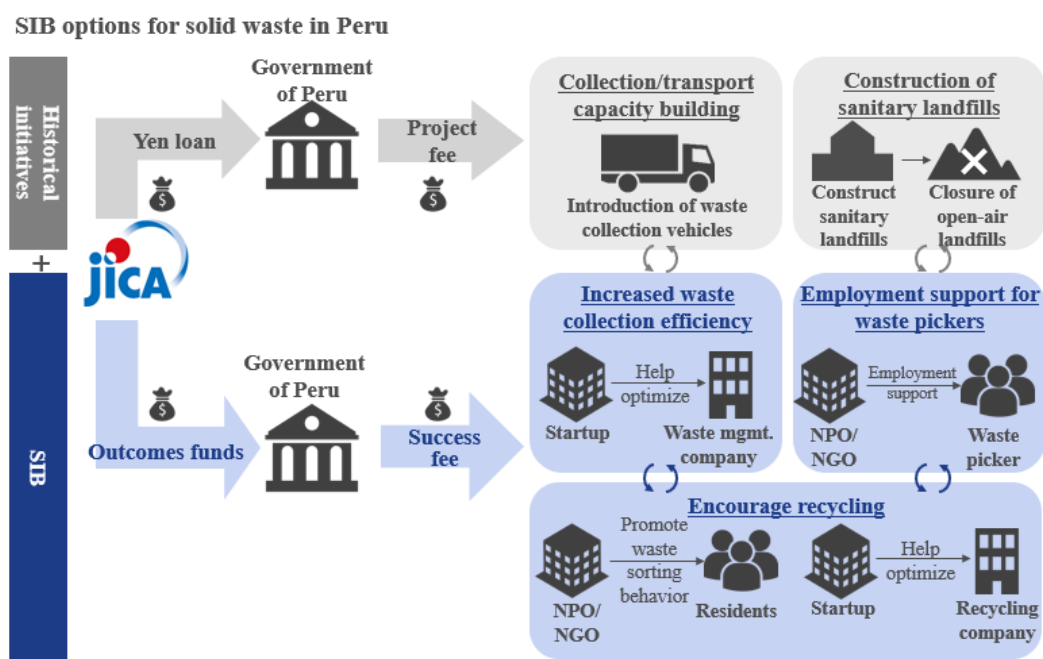 SIB options for solid waste in Peru
Historical
initiatives
+
SIB
Yen loan
$
Government
of Peru
Project
fee
$
Collection/transport
capacity building
Introduction of waste
collection vehicles
Construction of
sanitary landfills
Construct
sanitary
landfills
Closure of
open-air
landfills
jICA
Outcomes funds
$
Government
of Peru
Success
fee
$
Increased waste
collection efficiency
Startup
Help
optimize
Waste mgmt.
company
Employment support for
waste pickers
NPO/
NGO
Employment
support
Waste
picker
Encourage recycling
NPO/
NGO
Promote
waste
sorting
behavior
Residents
Startup
Help
optimize
Recycling
company